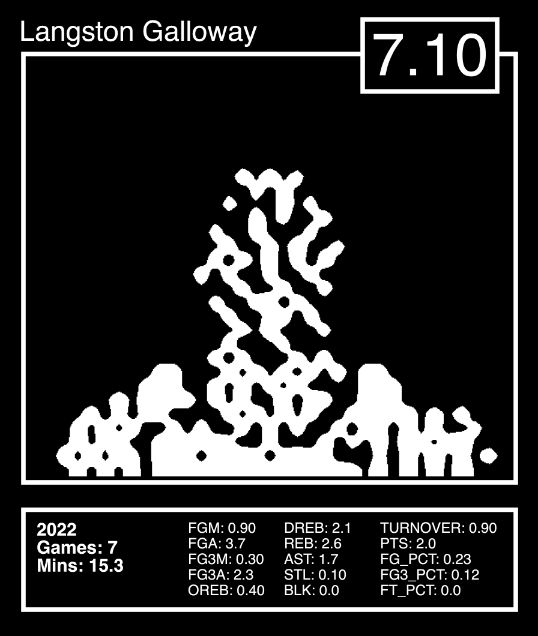 Langston Galloway
7.10
2022
Games: 7
Mins: 15.3
FGM: 0.90
FGA: 3.7
FG3M: 0.30
FG3A: 2.3
OREB: 0.40
DREB: 2.1
REB: 2.6
AST: 1.7
STL: 0.10
BLK: 0.0
TURNOVER: 0.90
PTS: 2.0
FG_PCT: 0.23
FG3_PCT: 0.12
FT_PCT: 0.0